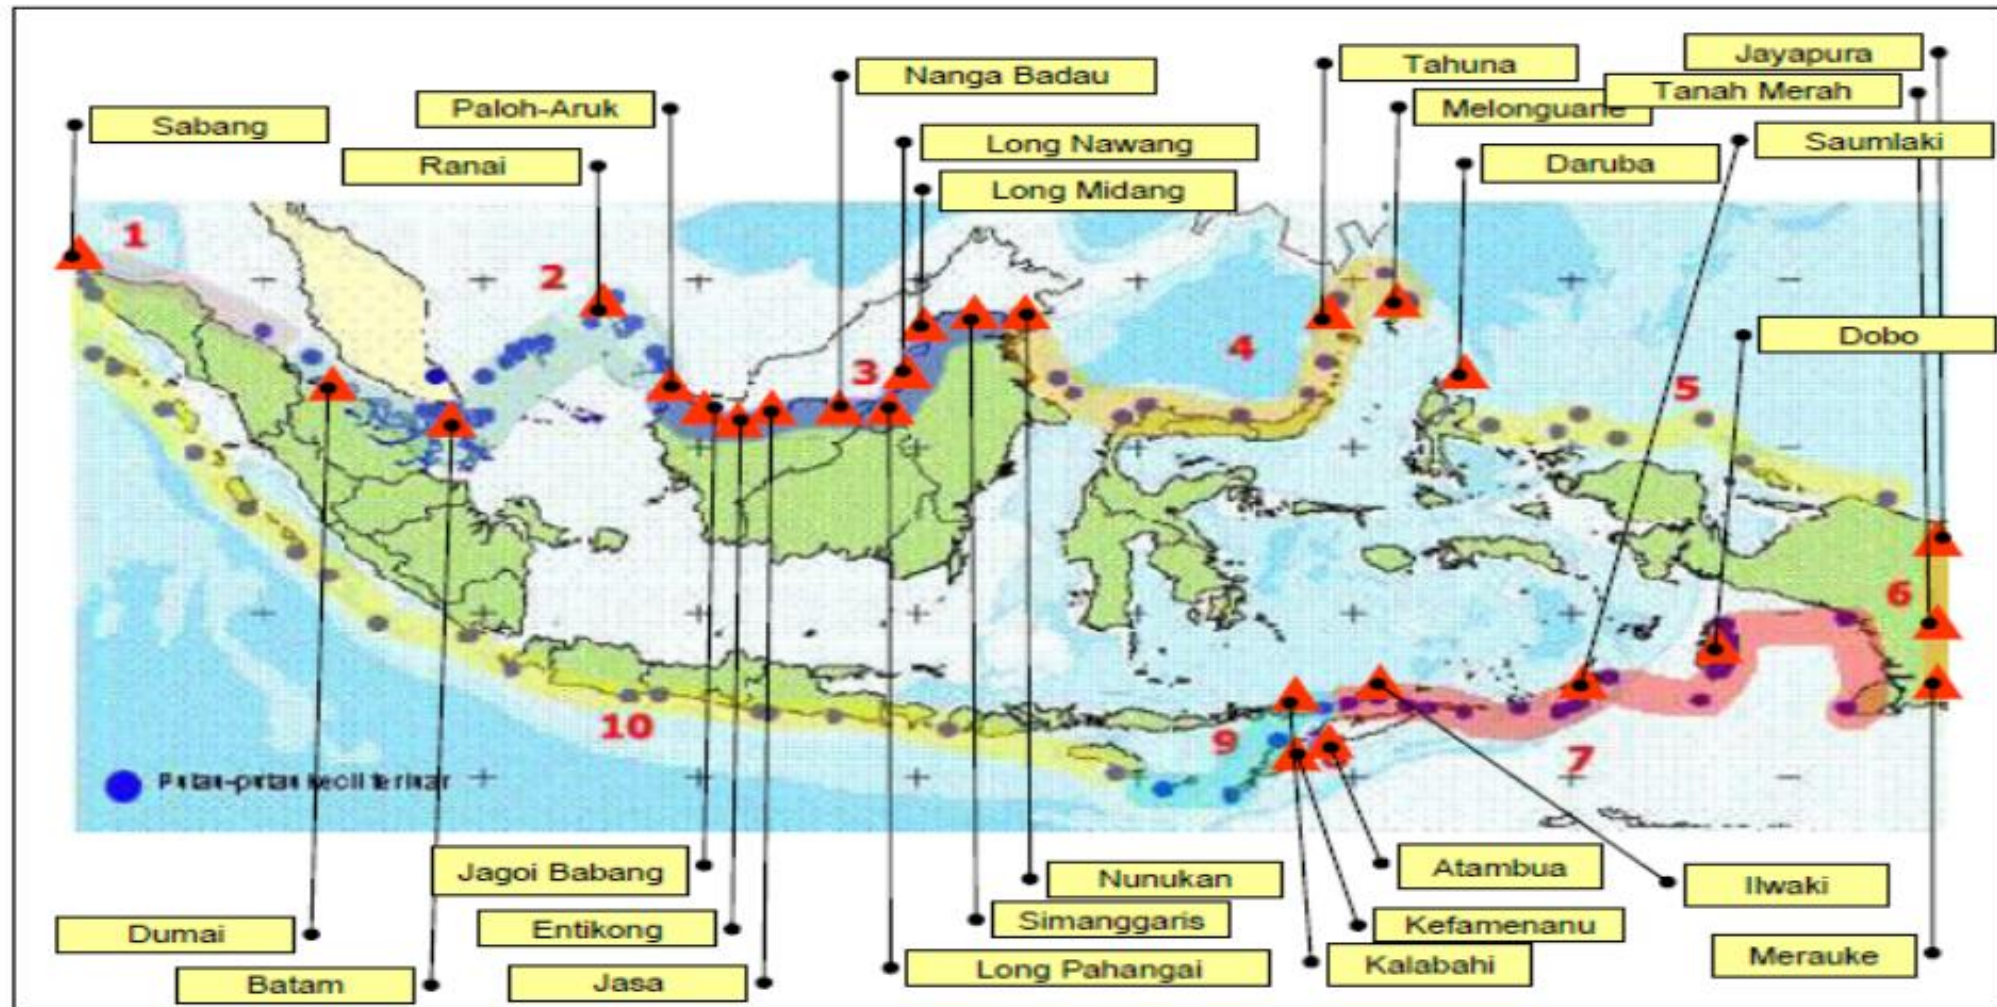 Jayapura
Nanga Badau
Tahuna
Tanah Merah
Paloh-Aruk
Melonguane
Sabang
Long Nawang
Saumlaki
Ranai
Daruba
Long Midang
1
2
Dobo
4
3
5
6
10
9
7
kecil
Jagoi Babang
Nunukan
Atambua
Ilwaki
Dumai
Entikong
Simanggaris
Kefamenanu
Batam
Jasa
Long Pahangai
Kalabahi
Merauke